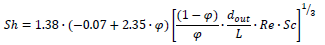 Sh = 1.38 · (−0.07 + 2.35 · φ) [(1 − φ)/φ · d_out/L · Re · Sc]^1/3